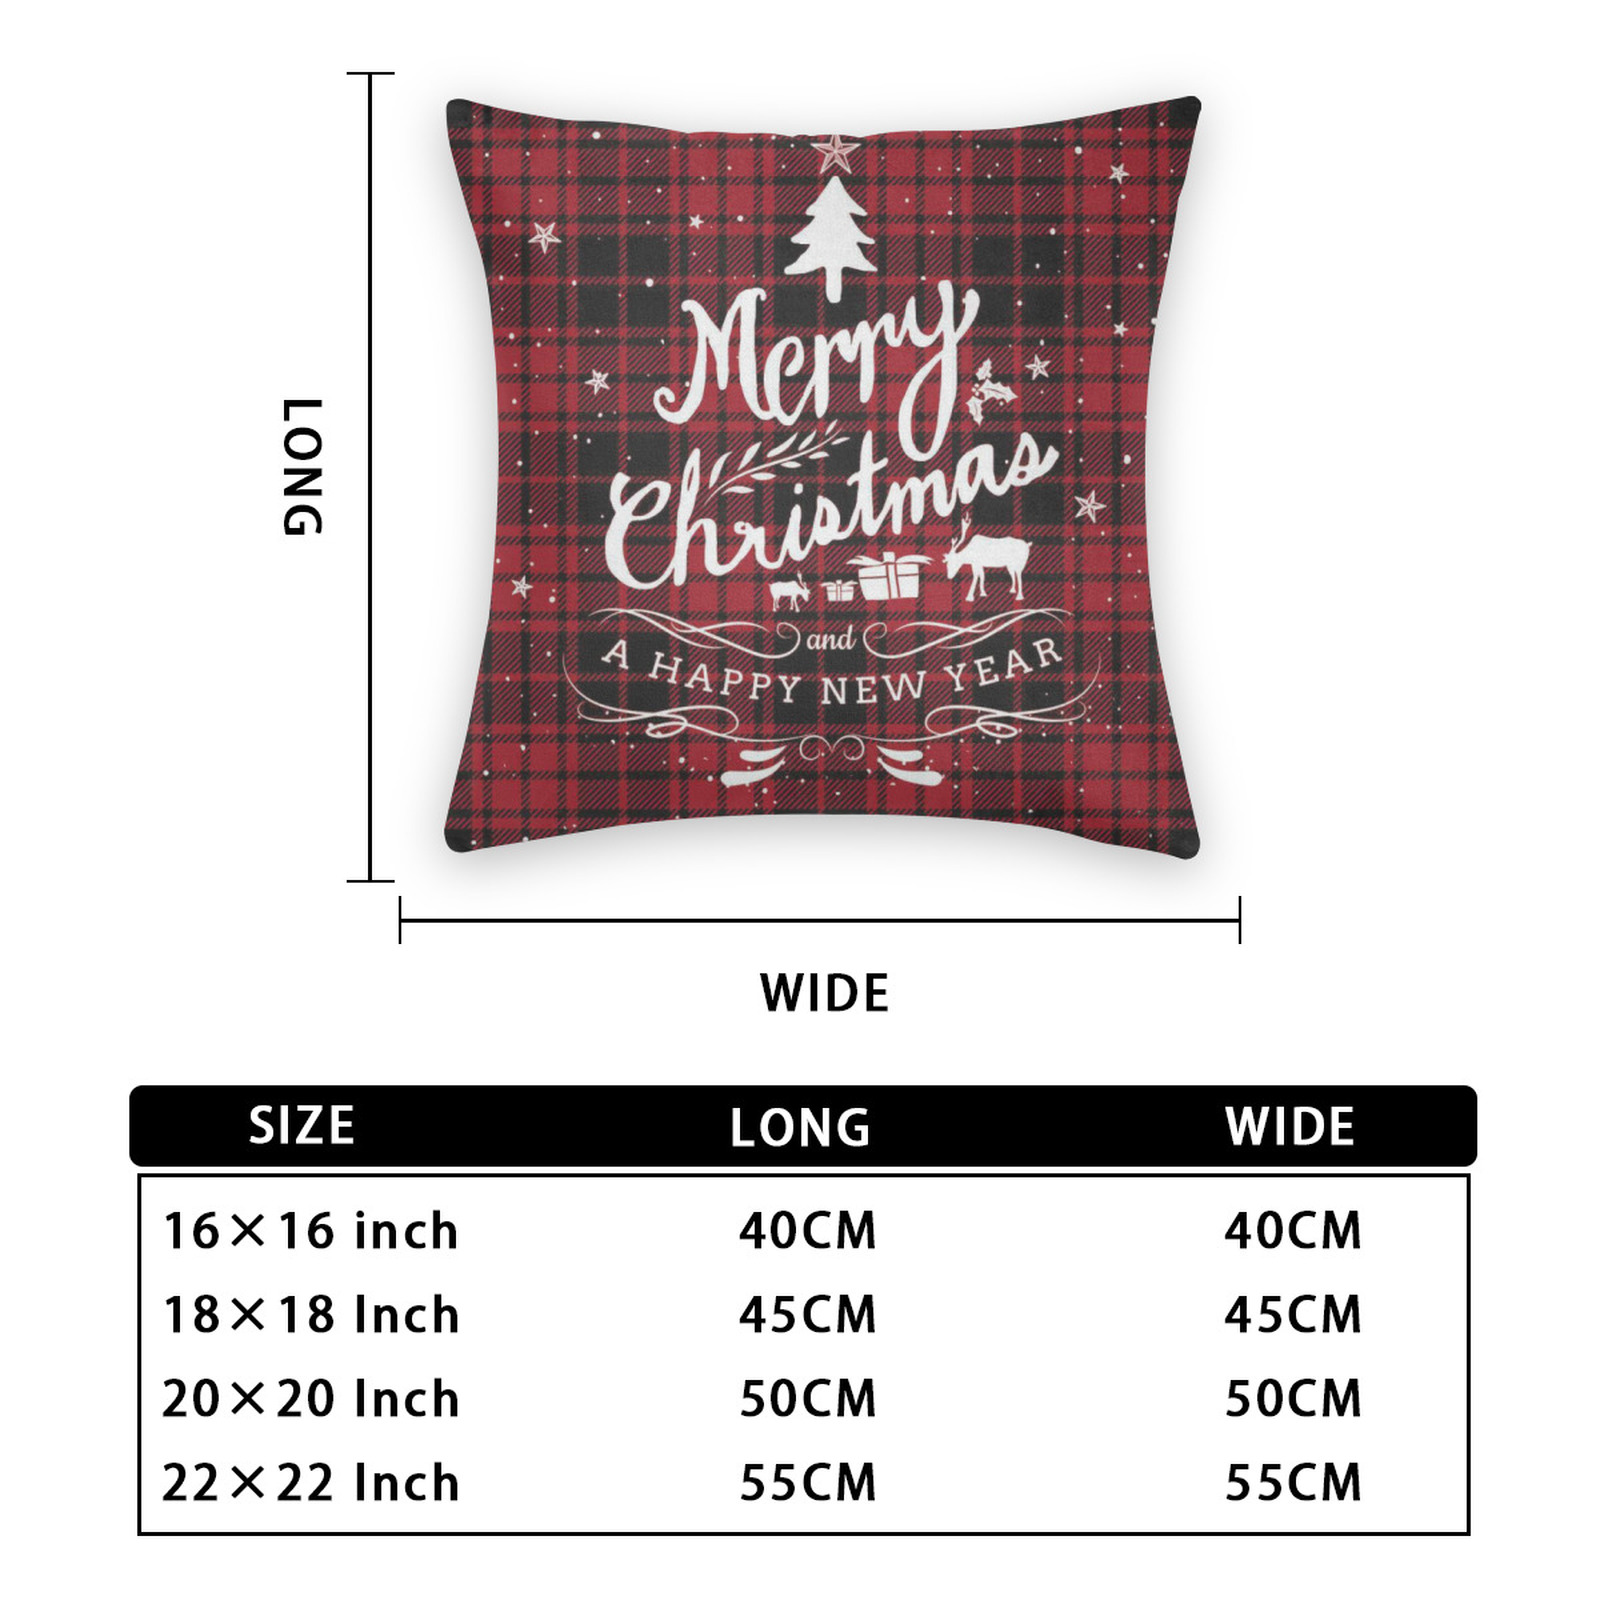 Merry
Christmas
and
A HAPPY NEW YEAR
LONG
WIDE
SIZE LONG WIDE
16×16 inch 40CM 40CM
18×18 Inch 45CM 45CM
20×20 Inch 50CM 50CM
22×22 Inch 55CM 55CM